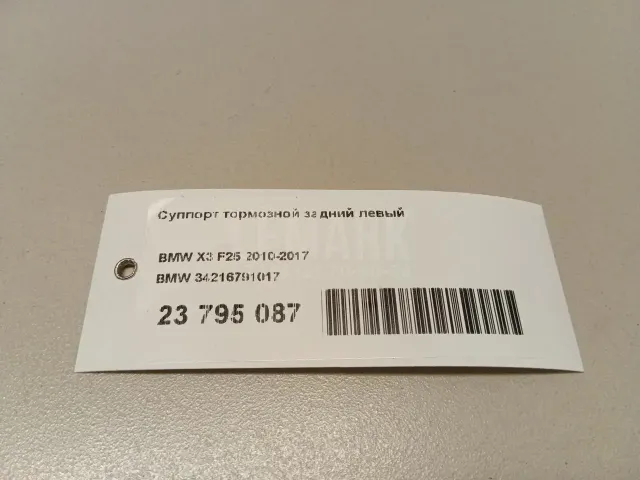 Суппорт тормозной задний левый
BMW X3 F25 2010-2017
BMW 34216791017
23 795 087